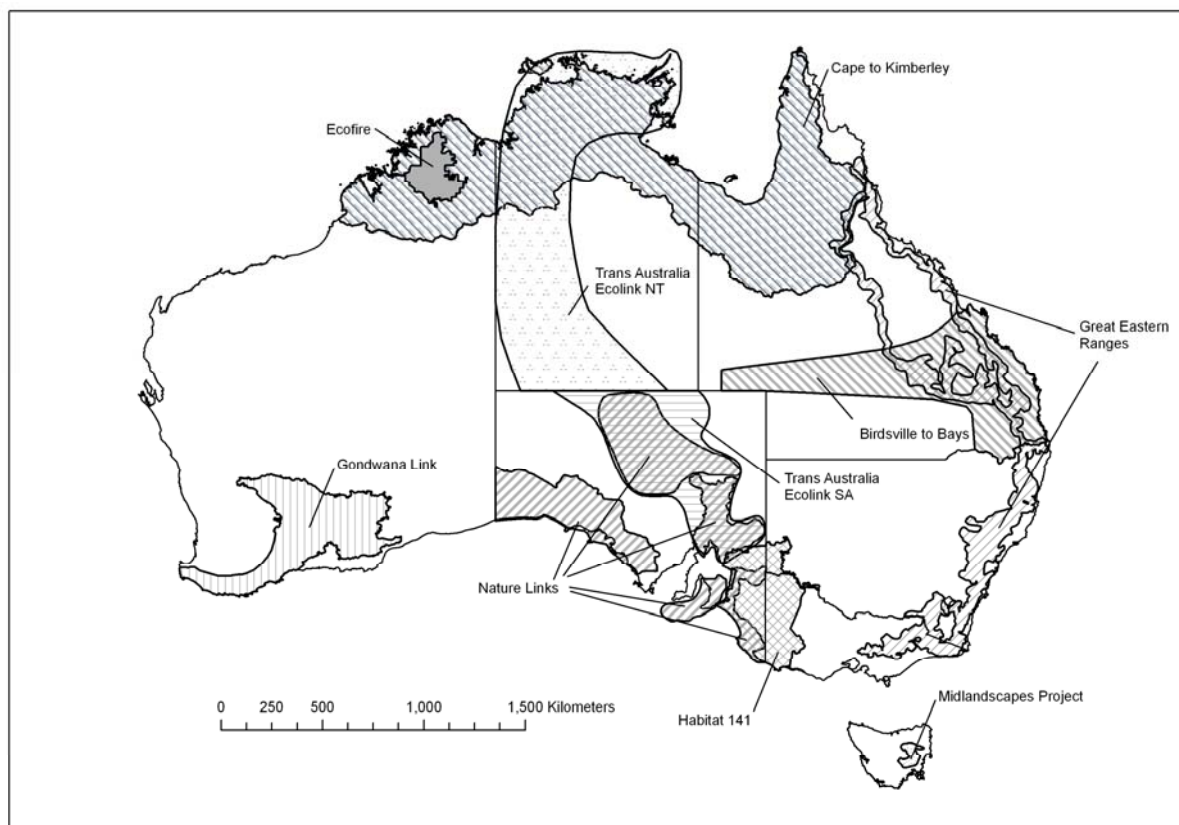 Cape to Kimberley
Ecofire
Trans Australia
Ecolink NT
Great Eastern
Ranges
Birdsville to Bays
Gondwana Link
Trans Australia
Ecolink SA
Nature Links
Midlandscapes Project
0 250 500 1,000 1,500 Kilometers
Habitat 141